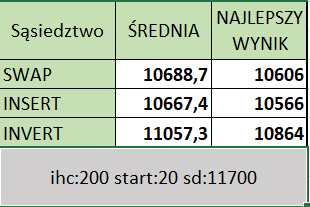 Sąsiedztwo ŚREDNIA NAJLEPSZY
WYNIK
SWAP 10688,7 10606
INSERT 10667,4 10566
INVERT 11057,3 10864
ihc:200 start:20 sd:11700